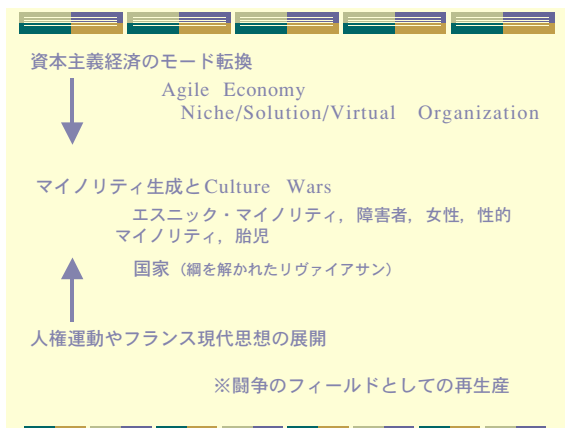 資本主義経済のモード転換
Agile Economy
Niche/Solution/Virtual Organization
マイノリティ生成とCulture Wars
エスニック・マイノリティ，障害者，女性，性的
マイノリティ，胎児
国家（綱を解かれたリヴァイアサン）
人権運動やフランス現代思想の展開
※闘争のフィールドとしての再生産